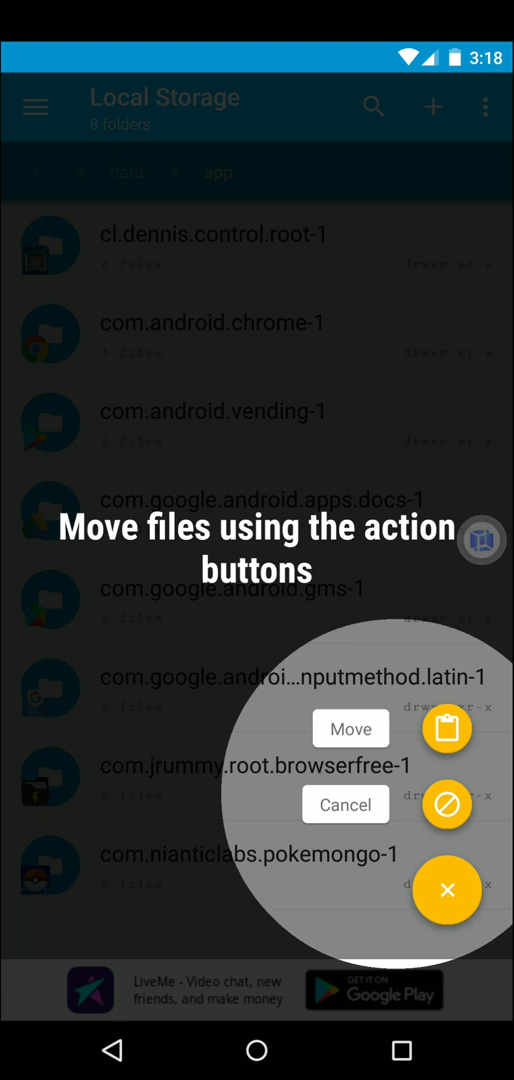 3:18
Local Storage
8 folders
/ > data > app
cl.dennis.control.root-1
2 files drwxr-xr-x
com.android.chrome-1
3 files drwxr-xr-x
com.android.vending-1
2 files drwxr-xr-x
com.google.android.apps.docs-1
Move files using the action
buttons
com.google.android.gms-1
2 files drwxr-xr-x
com.google.androi...nputmethod.latin-1
2 files drwxr-xr-x
Move
com.jrummy.root.browserfree-1
2 files drwxr-xr-x
Cancel
com.nianticlabs.pokemongo-1
3 files
LiveMe - Video chat, new
friends, and make money
GET IT ON
Google Play